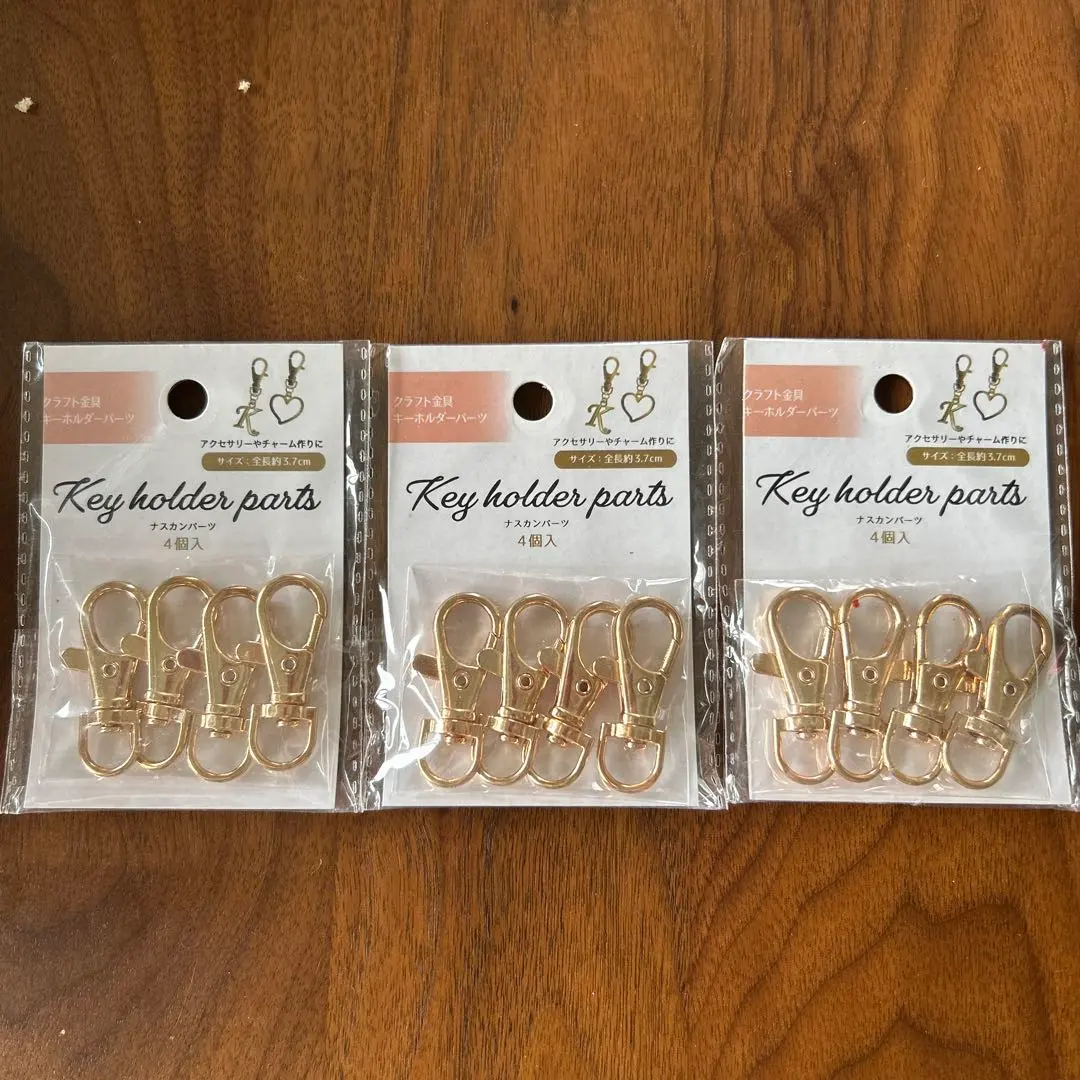 クラフト金具
キーホルダーパーツ
アクセサリーやチャーム作りに
サイズ：全長約3.7cm
Key holder parts
ナスカンパーツ
4個入
クラフト金具
キーホルダーパーツ
アクセサリーやチャーム作りに
サイズ：全長約3.7cm
Key holder parts
ナスカンパーツ
4個入
クラフト金具
キーホルダーパーツ
アクセサリーやチャーム作りに
サイズ：全長約3.7cm
Key holder parts
ナスカンパーツ
4個入